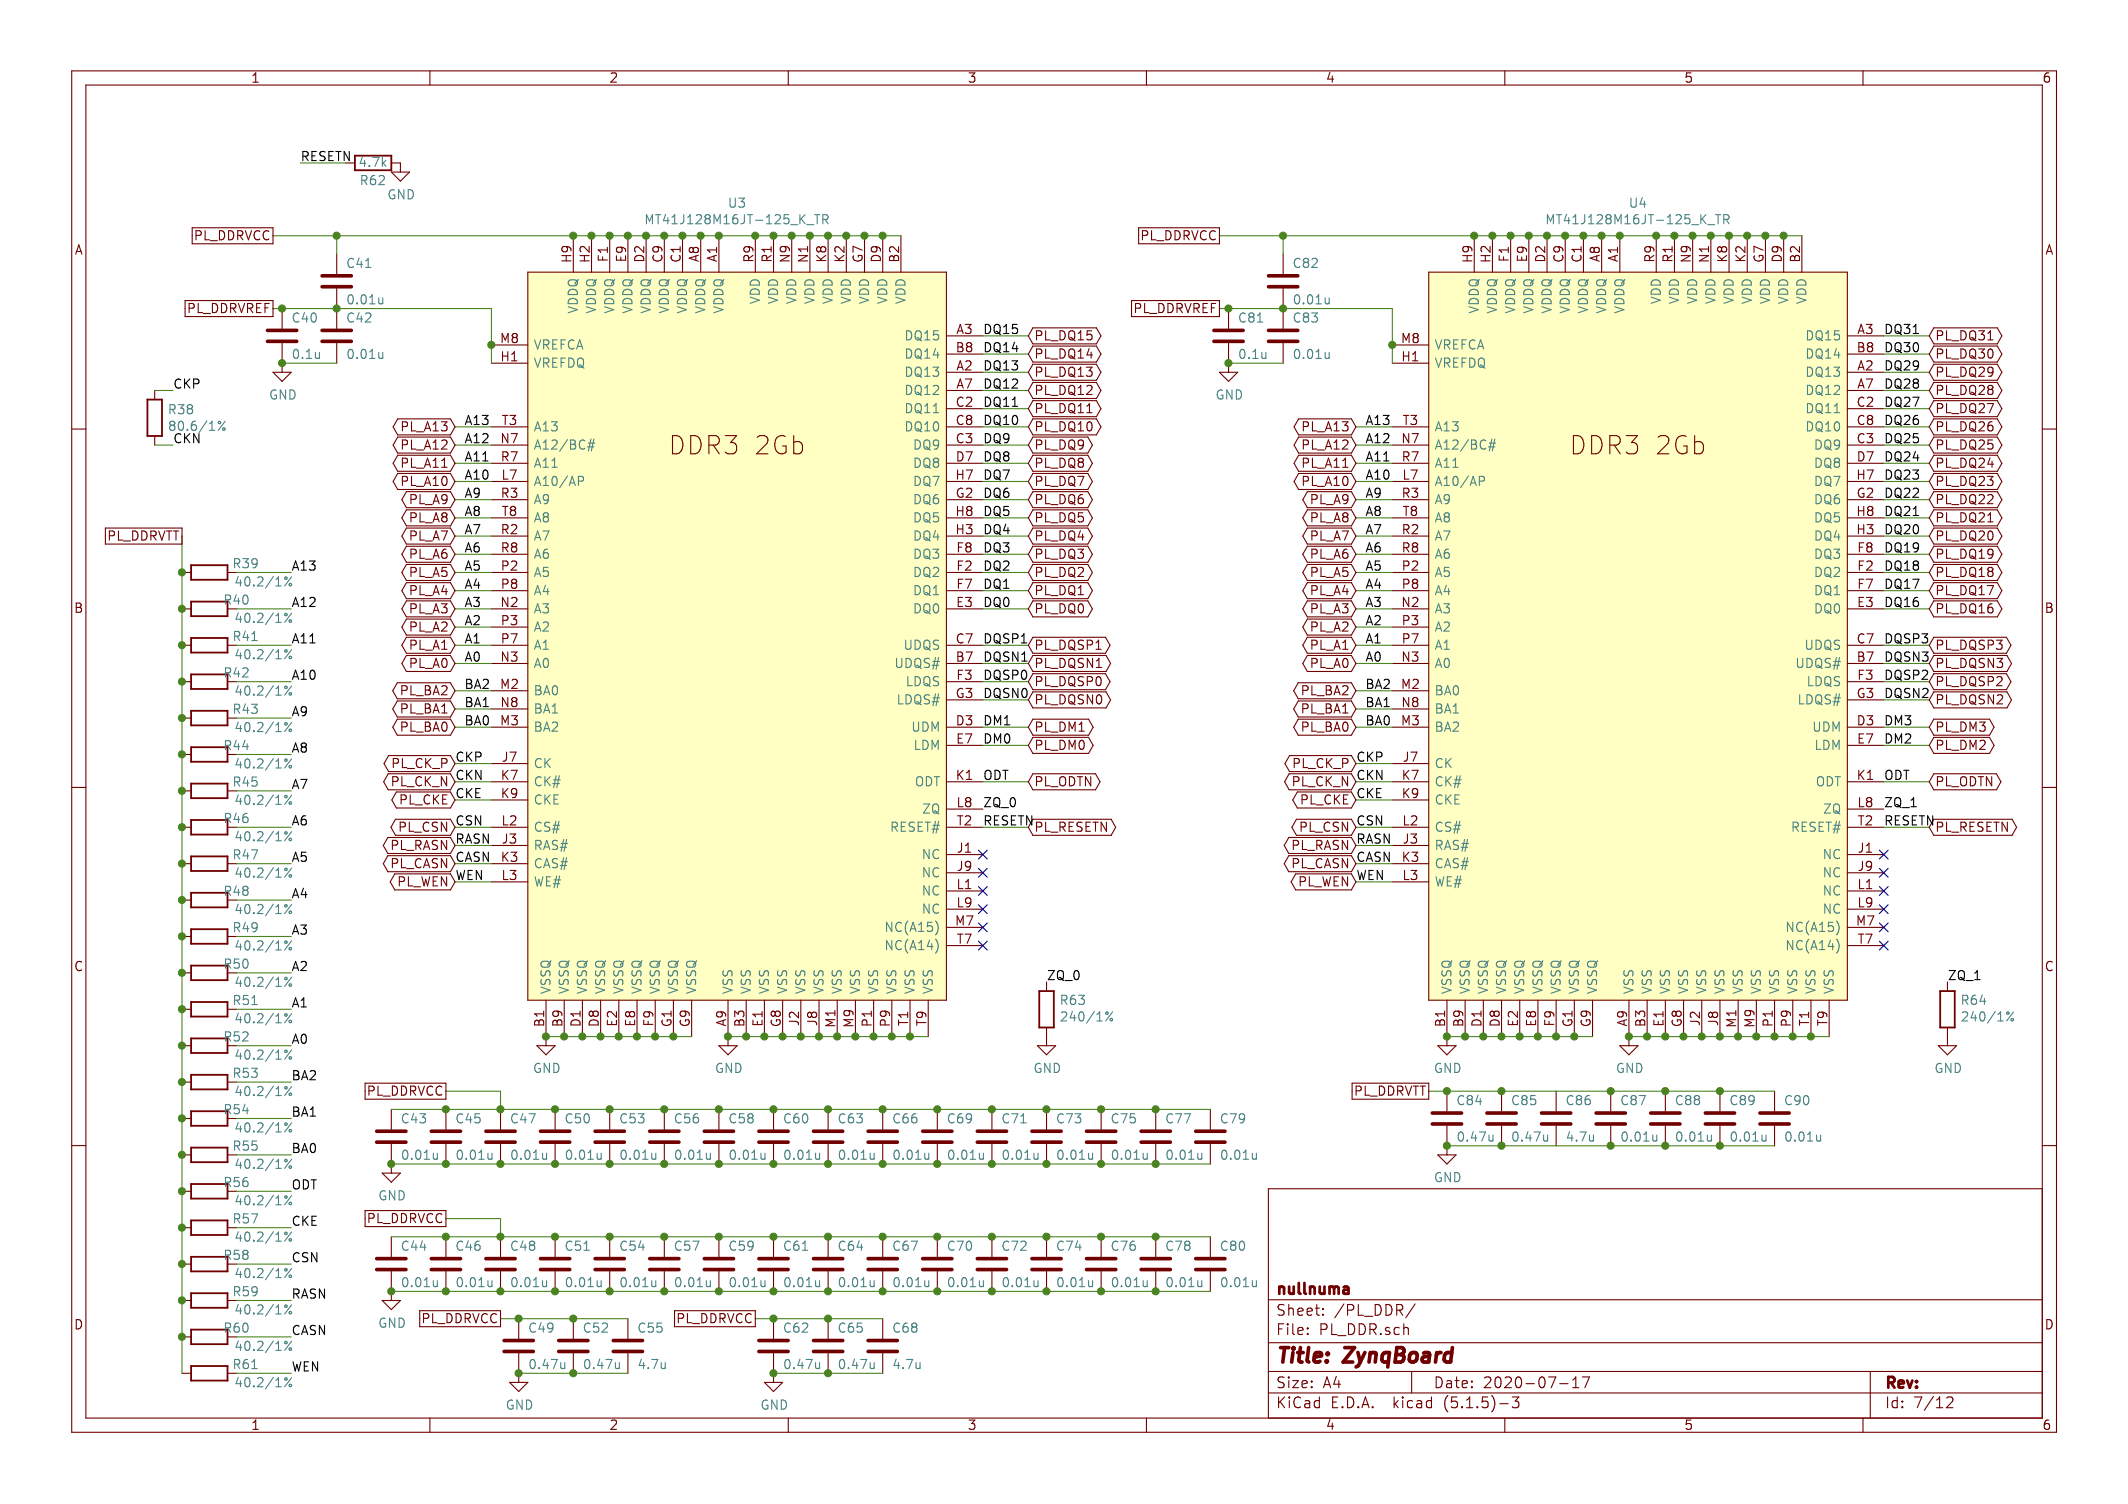 1 2 3 4 5 6
A
B
C
D
RESETN
4.7k
R62
GND
PL_DDRVCC
C41
0.01u
PL_DDRVREF
C40
0.1u
C42
0.01u
GND
CKP
R38
80.6/1%
CKN
PL_DDRVTT
R39 40.2/1% A13
R40 40.2/1% A12
R41 40.2/1% A11
R42 40.2/1% A10
R43 40.2/1% A9
R44 40.2/1% A8
R45 40.2/1% A7
R46 40.2/1% A6
R47 40.2/1% A5
R48 40.2/1% A4
R49 40.2/1% A3
R50 40.2/1% A2
R51 40.2/1% A1
R52 40.2/1% A0
R53 40.2/1% BA2
R54 40.2/1% BA1
R55 40.2/1% BA0
R56 40.2/1% ODT
R57 40.2/1% CKE
R58 40.2/1% CSN
R59 40.2/1% RASN
R60 40.2/1% CASN
R61 40.2/1% WEN
U3
MT41J128M16JT-125_K_TR
H9 H2 F1 E9 D2 C9 C1 A8 A1 R9 R1 N9 N1 K8 K2 G7 D9 B2
VDDQ VDDQ VDDQ VDDQ VDDQ VDDQ VDDQ VDDQ VDDQ VDD VDD VDD VDD VDD VDD VDD VDD VDD
DDR3 2Gb
M8 VREFCA
H1 VREFDQ
PL_A13 A13 T3 A13
PL_A12 A12 N7 A12/BC#
PL_A11 A11 R7 A11
PL_A10 A10 L7 A10/AP
PL_A9 A9 R3 A9
PL_A8 A8 T8 A8
PL_A7 A7 R2 A7
PL_A6 A6 R8 A6
PL_A5 A5 P2 A5
PL_A4 A4 P8 A4
PL_A3 A3 N2 A3
PL_A2 A2 P3 A2
PL_A1 A1 P7 A1
PL_A0 A0 N3 A0
PL_BA2 BA2 M2 BA0
PL_BA1 BA1 N8 BA1
PL_BA0 BA0 M3 BA2
PL_CK_P CKP J7 CK
PL_CK_N CKN K7 CK#
PL_CKE CKE K9 CKE
PL_CSN CSN L2 CS#
PL_RASN RASN J3 RAS#
PL_CASN CASN K3 CAS#
PL_WEN WEN L3 WE#
DQ15 A3 DQ15 PL_DQ15
DQ14 B8 DQ14 PL_DQ14
DQ13 A2 DQ13 PL_DQ13
DQ12 A7 DQ12 PL_DQ12
DQ11 C2 DQ11 PL_DQ11
DQ10 C8 DQ10 PL_DQ10
DQ9 C3 DQ9 PL_DQ9
DQ8 D7 DQ8 PL_DQ8
DQ7 H7 DQ7 PL_DQ7
DQ6 G2 DQ6 PL_DQ6
DQ5 H8 DQ5 PL_DQ5
DQ4 H3 DQ4 PL_DQ4
DQ3 F8 DQ3 PL_DQ3
DQ2 F2 DQ2 PL_DQ2
DQ1 F7 DQ1 PL_DQ1
DQ0 E3 DQ0 PL_DQ0
UDQS C7 DQSP1 PL_DQSP1
UDQS# B7 DQSN1 PL_DQSN1
LDQS F3 DQSP0 PL_DQSP0
LDQS# G3 DQSN0 PL_DQSN0
UDM D3 DM1 PL_DM1
LDM E7 DM0 PL_DM0
ODT K1 ODT PL_ODTN
ZQ L8 ZQ_0
RESET# T2 RESETN PL_RESETN
NC J1
NC J9
NC L1
NC L9
NC(A15) M7
NC(A14) T7
VSSQ VSSQ VSSQ VSSQ VSSQ VSSQ VSSQ VSSQ VSSQ VSS VSS VSS VSS VSS VSS VSS VSS VSS VSS VSS VSS
B1 B9 D1 D8 E2 E8 F9 G1 G9 A9 B3 E1 G8 J2 J8 M1 M9 P1 P9 T1 T9
GND GND
ZQ_0
R63
240/1%
GND
PL_DDRVCC
C82
0.01u
PL_DDRVREF
C81
0.1u
C83
0.01u
GND
U4
MT41J128M16JT-125_K_TR
H9 H2 F1 E9 D2 C9 C1 A8 A1 R9 R1 N9 N1 K8 K2 G7 D9 B2
VDDQ VDDQ VDDQ VDDQ VDDQ VDDQ VDDQ VDDQ VDDQ VDD VDD VDD VDD VDD VDD VDD VDD VDD
DDR3 2Gb
M8 VREFCA
H1 VREFDQ
PL_A13 A13 T3 A13
PL_A12 A12 N7 A12/BC#
PL_A11 A11 R7 A11
PL_A10 A10 L7 A10/AP
PL_A9 A9 R3 A9
PL_A8 A8 T8 A8
PL_A7 A7 R2 A7
PL_A6 A6 R8 A6
PL_A5 A5 P2 A5
PL_A4 A4 P8 A4
PL_A3 A3 N2 A3
PL_A2 A2 P3 A2
PL_A1 A1 P7 A1
PL_A0 A0 N3 A0
PL_BA2 BA2 M2 BA0
PL_BA1 BA1 N8 BA1
PL_BA0 BA0 M3 BA2
PL_CK_P CKP J7 CK
PL_CK_N CKN K7 CK#
PL_CKE CKE K9 CKE
PL_CSN CSN L2 CS#
PL_RASN RASN J3 RAS#
PL_CASN CASN K3 CAS#
PL_WEN WEN L3 WE#
DQ15 A3 DQ31 PL_DQ31
DQ14 B8 DQ30 PL_DQ30
DQ13 A2 DQ29 PL_DQ29
DQ12 A7 DQ28 PL_DQ28
DQ11 C2 DQ27 PL_DQ27
DQ10 C8 DQ26 PL_DQ26
DQ9 C3 DQ25 PL_DQ25
DQ8 D7 DQ24 PL_DQ24
DQ7 H7 DQ23 PL_DQ23
DQ6 G2 DQ22 PL_DQ22
DQ5 H8 DQ21 PL_DQ21
DQ4 H3 DQ20 PL_DQ20
DQ3 F8 DQ19 PL_DQ19
DQ2 F2 DQ18 PL_DQ18
DQ1 F7 DQ17 PL_DQ17
DQ0 E3 DQ16 PL_DQ16
UDQS C7 DQSP3 PL_DQSP3
UDQS# B7 DQSN3 PL_DQSN3
LDQS F3 DQSP2 PL_DQSP2
LDQS# G3 DQSN2 PL_DQSN2
UDM D3 DM3 PL_DM3
LDM E7 DM2 PL_DM2
ODT K1 ODT PL_ODTN
ZQ L8 ZQ_1
RESET# T2 RESETN PL_RESETN
NC J1
NC J9
NC L1
NC L9
NC(A15) M7
NC(A14) T7
VSSQ VSSQ VSSQ VSSQ VSSQ VSSQ VSSQ VSSQ VSSQ VSS VSS VSS VSS VSS VSS VSS VSS VSS VSS VSS VSS
B1 B9 D1 D8 E2 E8 F9 G1 G9 A9 B3 E1 G8 J2 J8 M1 M9 P1 P9 T1 T9
GND GND
ZQ_1
R64
240/1%
GND
PL_DDRVCC
C43 C45 C47 C50 C53 C56 C58 C60 C63 C66 C69 C71 C73 C75 C77 C79
0.01u 0.01u 0.01u 0.01u 0.01u 0.01u 0.01u 0.01u 0.01u 0.01u 0.01u 0.01u 0.01u 0.01u 0.01u 0.01u
GND
PL_DDRVCC
C44 C46 C48 C51 C54 C57 C59 C61 C64 C67 C70 C72 C74 C76 C78 C80
0.01u 0.01u 0.01u 0.01u 0.01u 0.01u 0.01u 0.01u 0.01u 0.01u 0.01u 0.01u 0.01u 0.01u 0.01u 0.01u
GND
PL_DDRVCC
C49 C52 C55
0.47u 0.47u 4.7u
GND
PL_DDRVCC
C62 C65 C68
0.47u 0.47u 4.7u
GND
PL_DDRVTT
C84 C85 C86 C87 C88 C89 C90
0.47u 0.47u 4.7u 0.01u 0.01u 0.01u 0.01u
GND
nullnuma
Sheet: /PL_DDR/
File: PL_DDR.sch
Title: ZynqBoard
Size: A4 Date: 2020-07-17 Rev:
KiCad E.D.A. kicad (5.1.5)-3 Id: 7/12
A
B
C
D
1 2 3 4 5 6